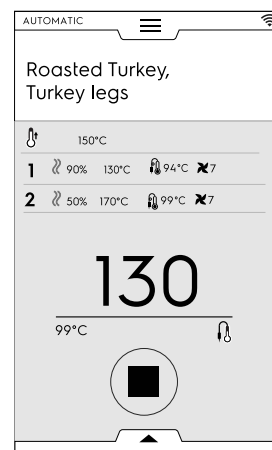 AUTOMATIC
Roasted Turkey,
Turkey legs
150°C
1 90% 130°C 94°C 7
2 50% 170°C 99°C 7
130
99°C